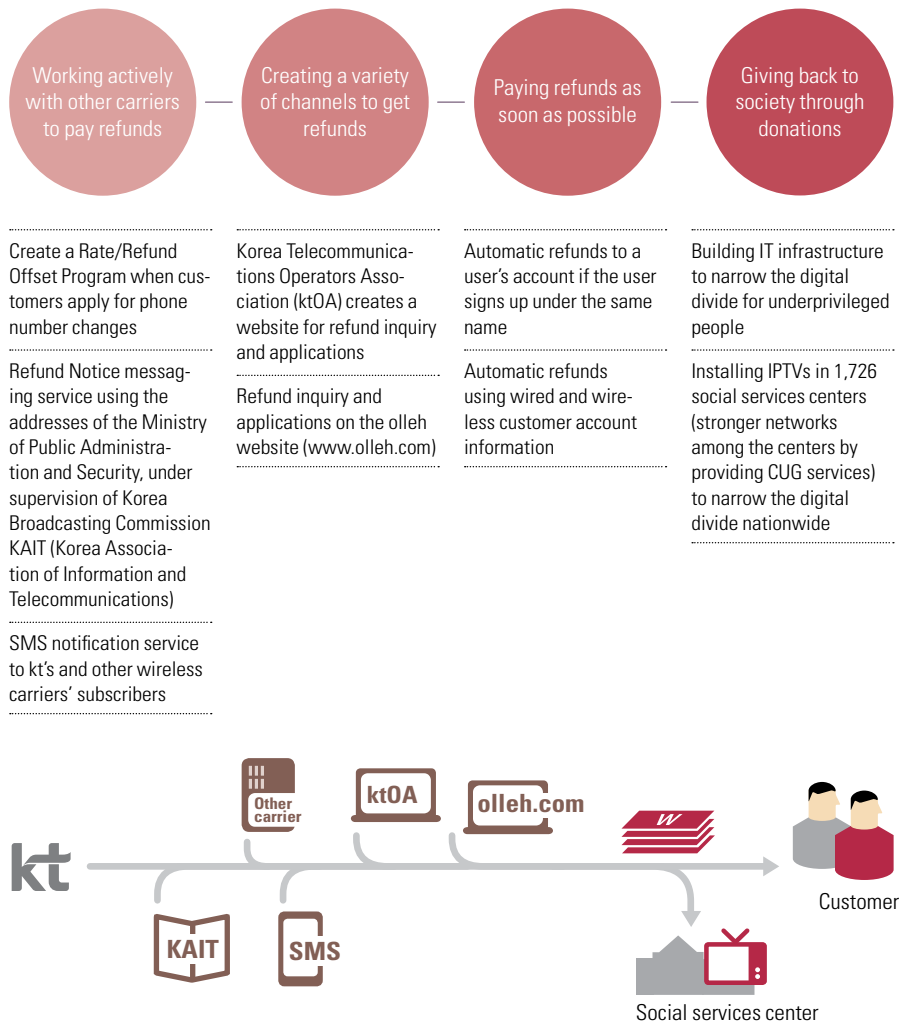 Working actively
with other carriers
to pay refunds
Creating a variety
of channels to get
refunds
Paying refunds as
soon as possible
Giving back to
society through
donations
Create a Rate/Refund
Offset Program when cus-
tomers apply for phone
number changes
Refund Notice messag-
ing service using the
addresses of the Ministry
of Public Administra-
tion and Security, under
supervision of Korea
Broadcasting Commission
KAIT (Korea Associa-
tion of Information and
Telecommunications)
SMS notification service
to kt's and other wireless
carriers' subscribers
Korea Telecommunica-
tions Operators Asso-
ciation (ktOA) creates a
website for refund inquiry
and applications
Refund inquiry and
applications on the olleh
website (www.olleh.com)
Automatic refunds to a
user's account if the user
signs up under the same
name
Automatic refunds
using wired and wire-
less customer account
information
Building IT infrastructure
to narrow the digital
divide for underprivileged
people
Installing IPTVs in 1,726
social services centers
(stronger networks
among the centers by
providing CUG services)
to narrow the digital
divide nationwide
kt
Other
carrier
ktOA
olleh.com
W
Customer
KAIT
SMS
Social services center